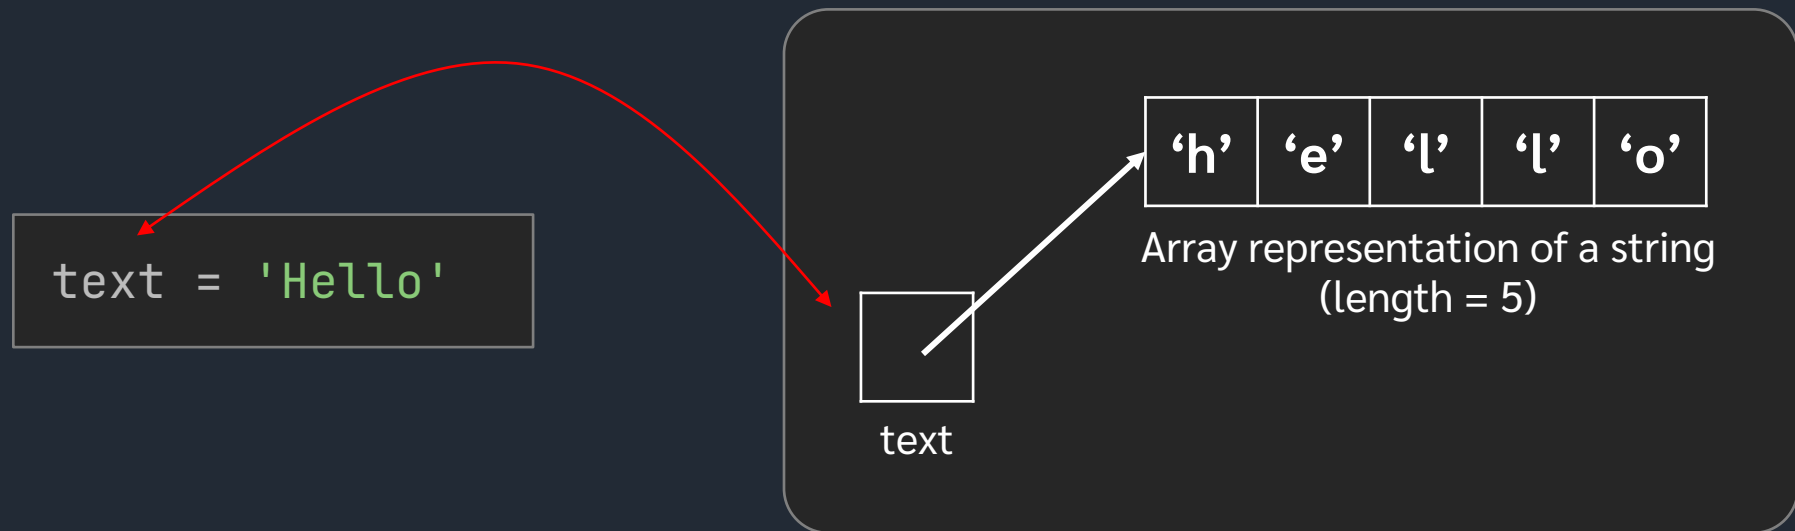 text = 'Hello'
‘h’ ‘e’ ‘l’ ‘l’ ‘o’
Array representation of a string
(length = 5)
text